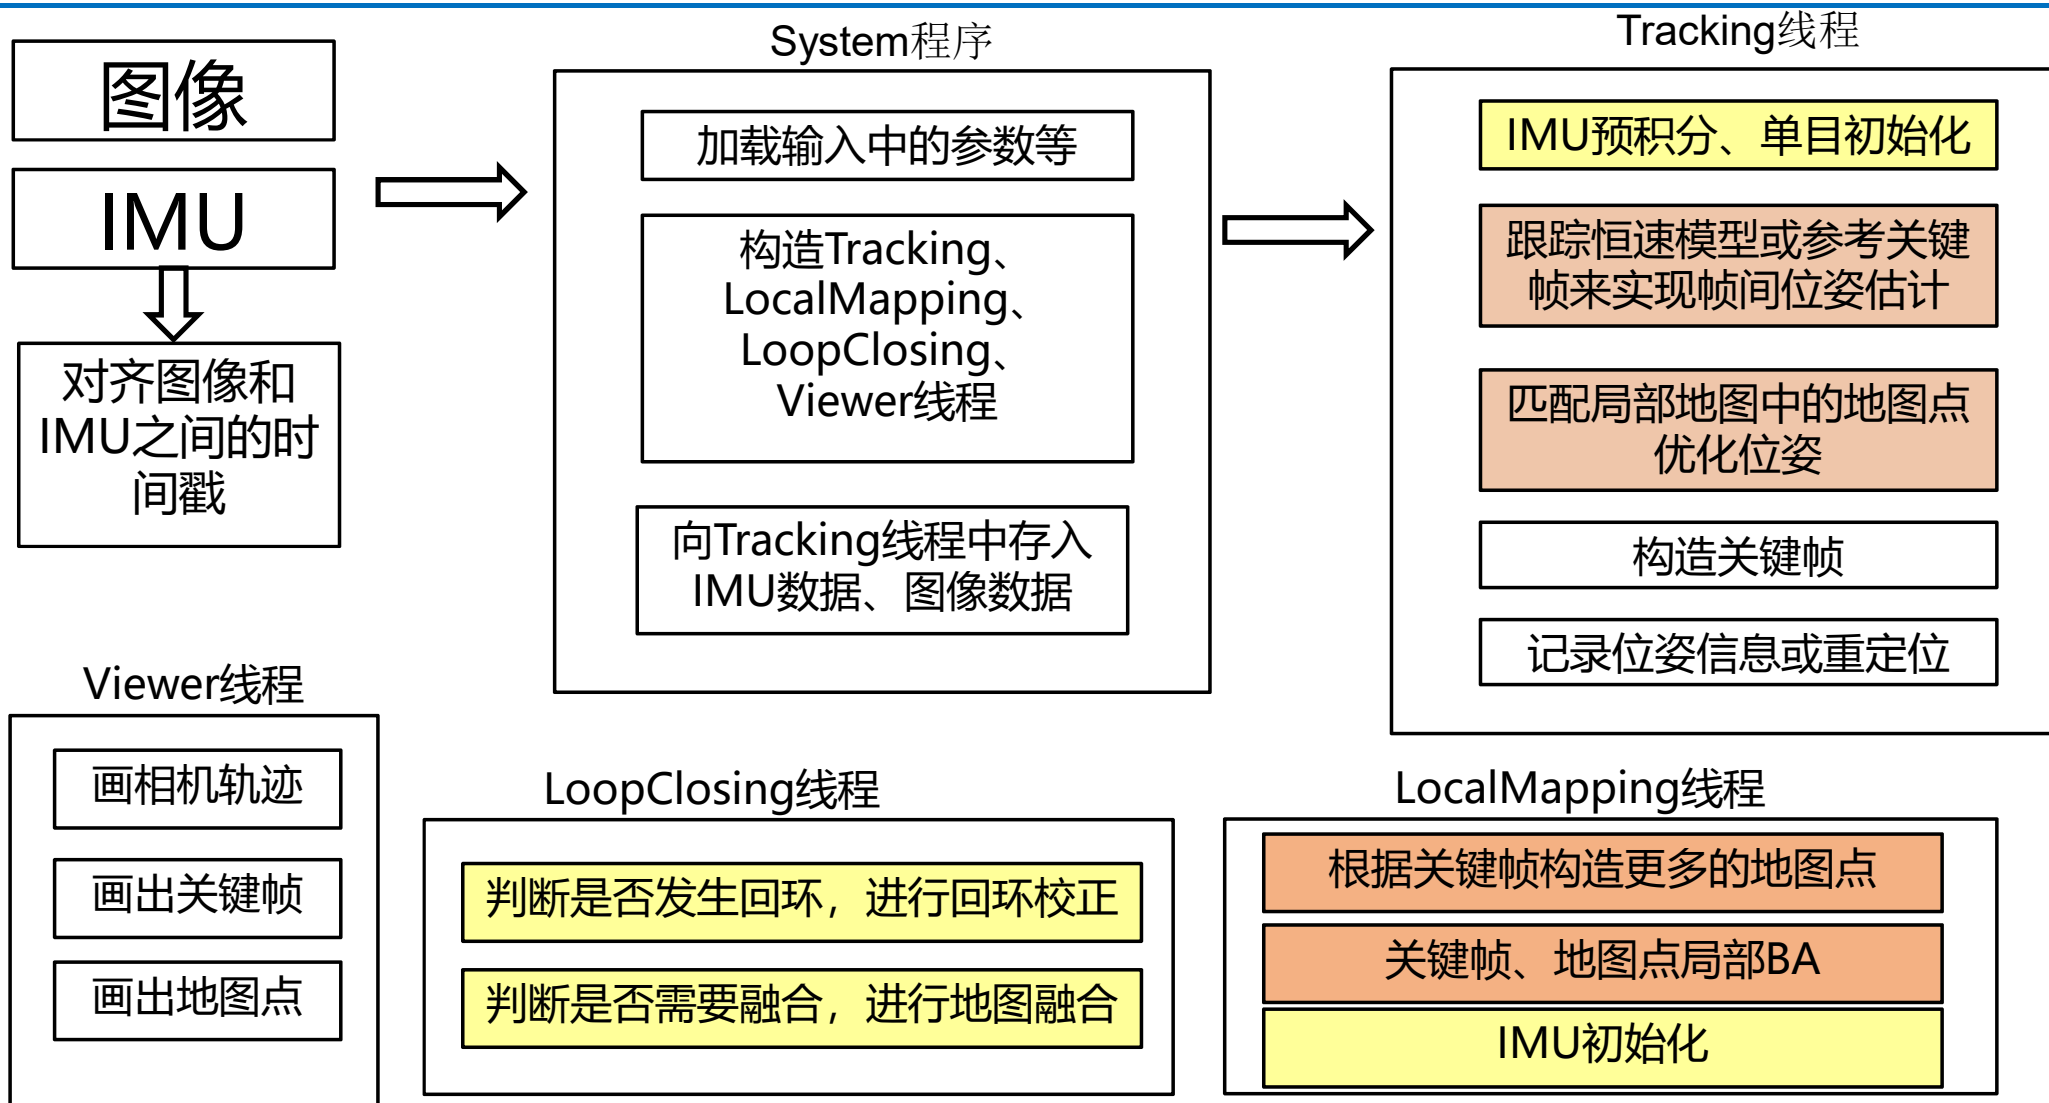 图像
IMU
对齐图像和
IMU之间的时
间戳
System程序
加载输入中的参数等
构造Tracking、
LocalMapping、
LoopClosing、
Viewer线程
向Tracking线程中存入
IMU数据、图像数据
Tracking线程
IMU预积分、单目初始化
跟踪恒速模型或参考关键
帧来实现帧间位姿估计
匹配局部地图中的地图点
优化位姿
构造关键帧
记录位姿信息或重定位
Viewer线程
画相机轨迹
画出关键帧
画出地图点
LoopClosing线程
判断是否发生回环，进行回环校正
判断是否需要融合，进行地图融合
LocalMapping线程
根据关键帧构造更多的地图点
关键帧、地图点局部BA
IMU初始化